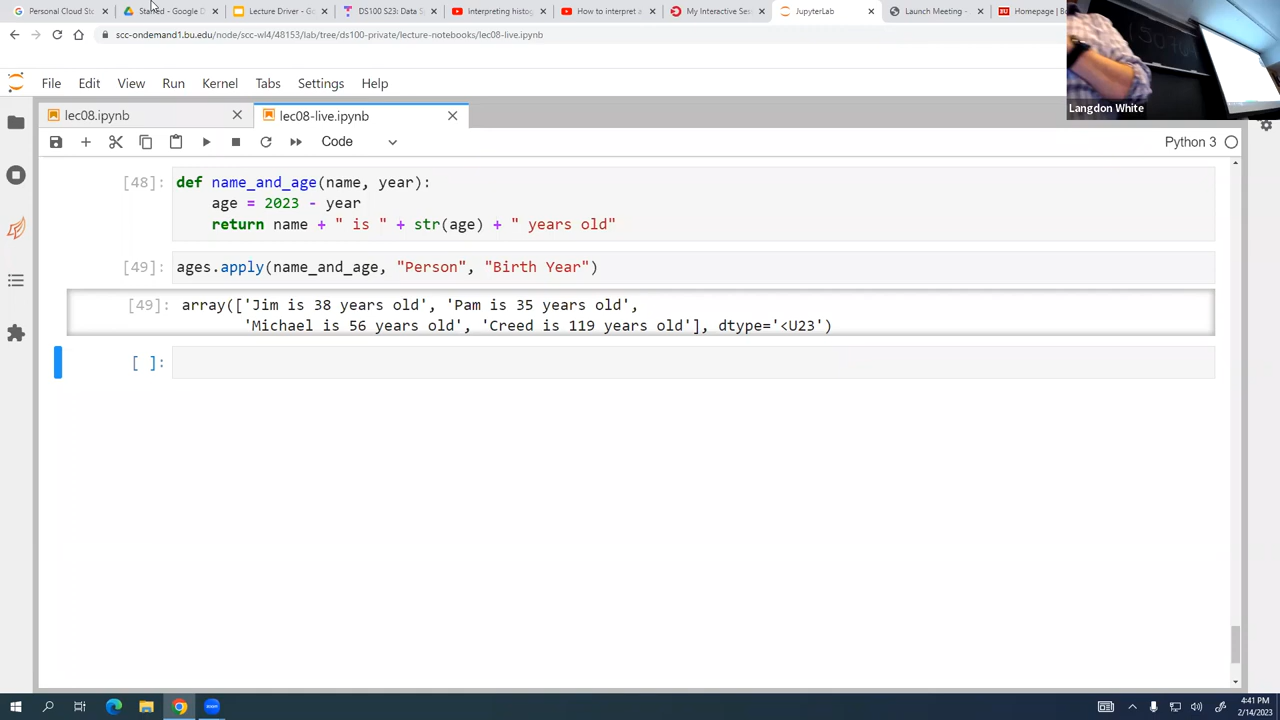 Personal Cloud Sto
Starred - Google D
Lecture Driver - Go
DS100 S23: Data S
Interpreting histog
How to interpret a
My Interactive Ses
JupyterLab
Launch Meeting -
Homepage | Bo
scc-ondemand1.bu.edu/node/scc-wl4/48153/lab/tree/ds100-private/lecture-notebooks/lec08-live.ipynb
Langdon White
File Edit View Run Kernel Tabs Settings Help
lec08.ipynb
lec08-live.ipynb
Code
Python 3
[48]: def name_and_age(name, year):
age = 2023 - year
return name + " is " + str(age) + " years old"
[49]: ages.apply(name_and_age, "Person", "Birth Year")
[49]: array(['Jim is 38 years old', 'Pam is 35 years old',
'Michael is 56 years old', 'Creed is 119 years old'], dtype='<U23')
[ ]:
4:41 PM
2/14/2023